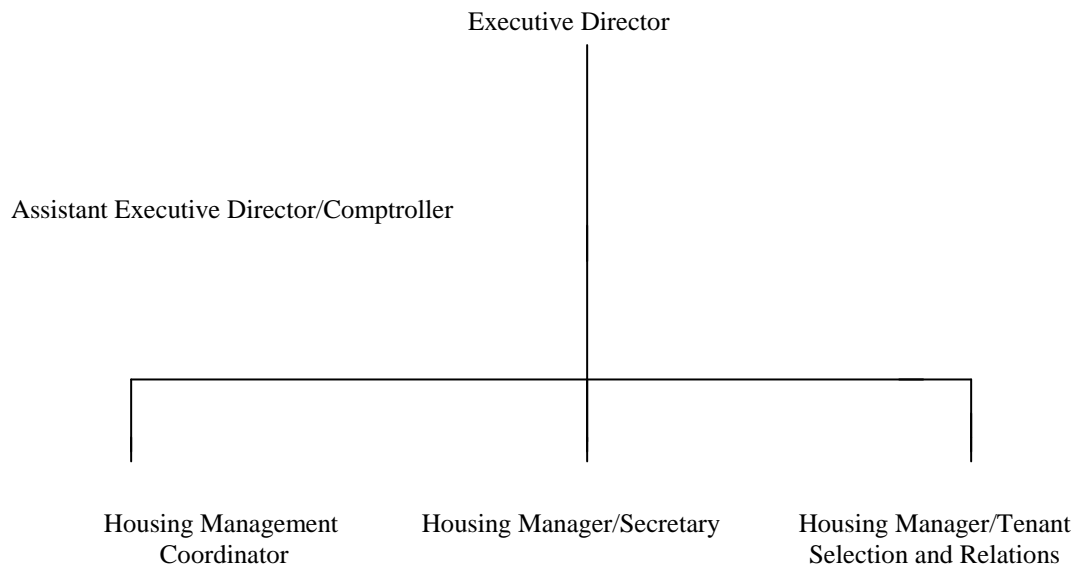 Executive Director
Assistant Executive Director/Comptroller
Housing Management
Coordinator
Housing Manager/Secretary
Housing Manager/Tenant
Selection and Relations